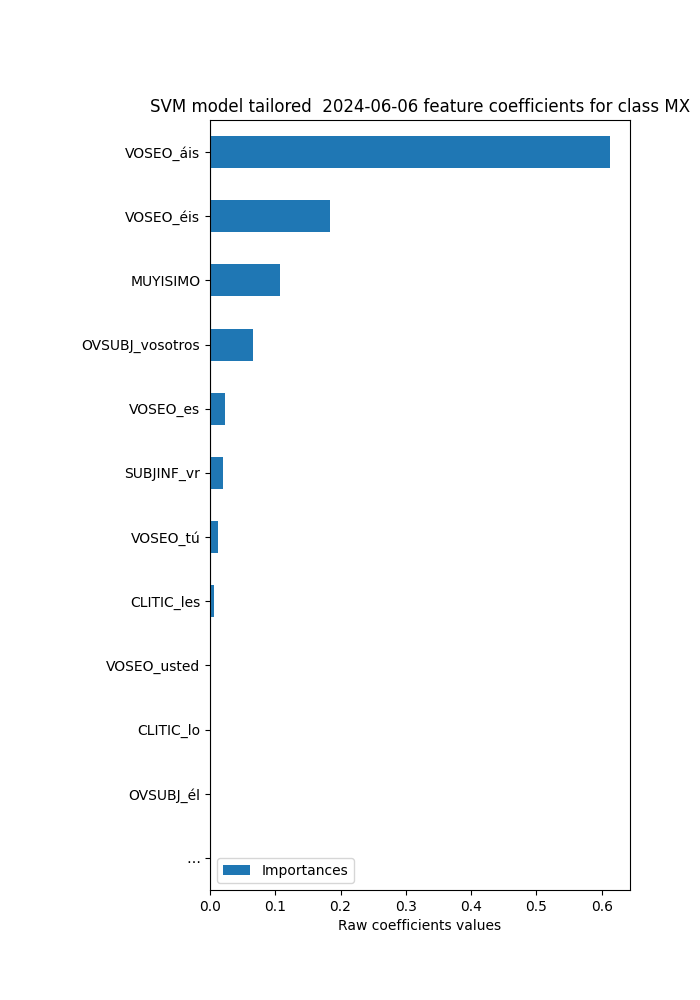 SVM model tailored  2024-06-06 feature coefficients for class MX
VOSEO_áis
VOSEO_éis
MUYISIMO
OVSUBJ_vosotros
VOSEO_es
SUBJINF_vr
VOSEO_tú
CLITIC_les
VOSEO_usted
CLITIC_lo
OVSUBJ_él
...
Importances
0.0 0.1 0.2 0.3 0.4 0.5 0.6
Raw coefficients values